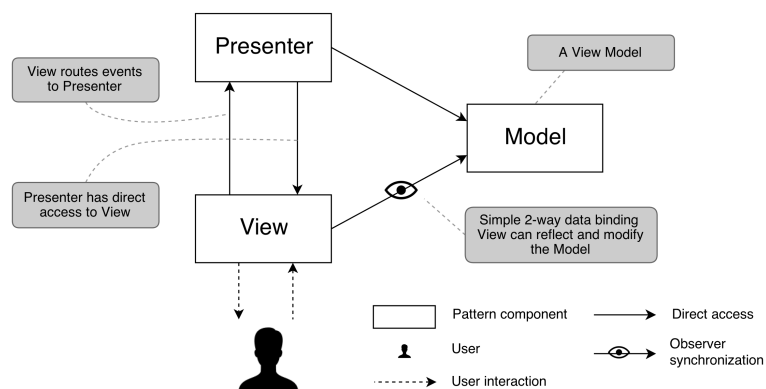 Presenter
A View Model
View routes events
to Presenter
Model
Presenter has direct
access to View
View
Simple 2-way data binding
View can reflect and modify
the Model
Pattern component
Direct access
User
Observer
synchronization
User interaction